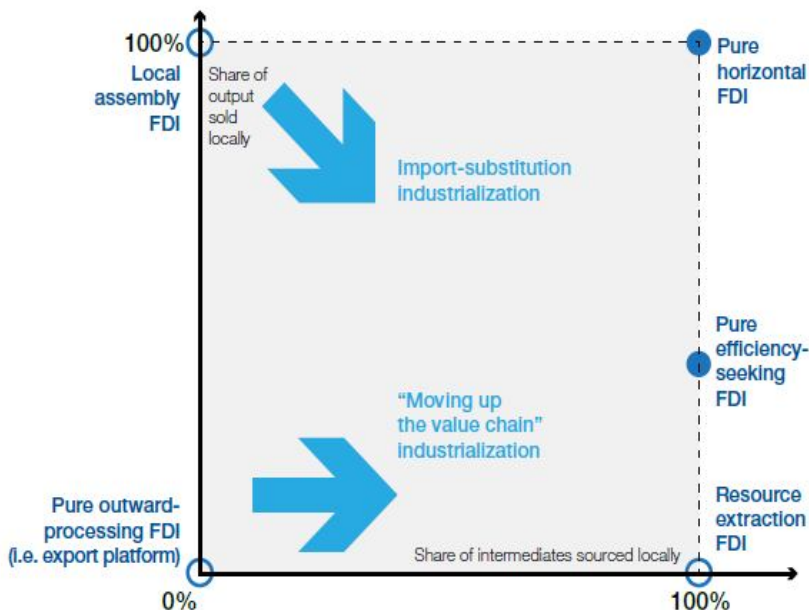 100%
Local
assembly
FDI
Share of
output
sold
locally
Pure
horizontal
FDI
Import-substitution
industrialization
Pure
efficiency-
seeking
FDI
“Moving up
the value chain”
industrialization
Pure outward-
processing FDI
(i.e. export platform)
Resource
extraction
FDI
Share of intermediates sourced locally
0%
100%